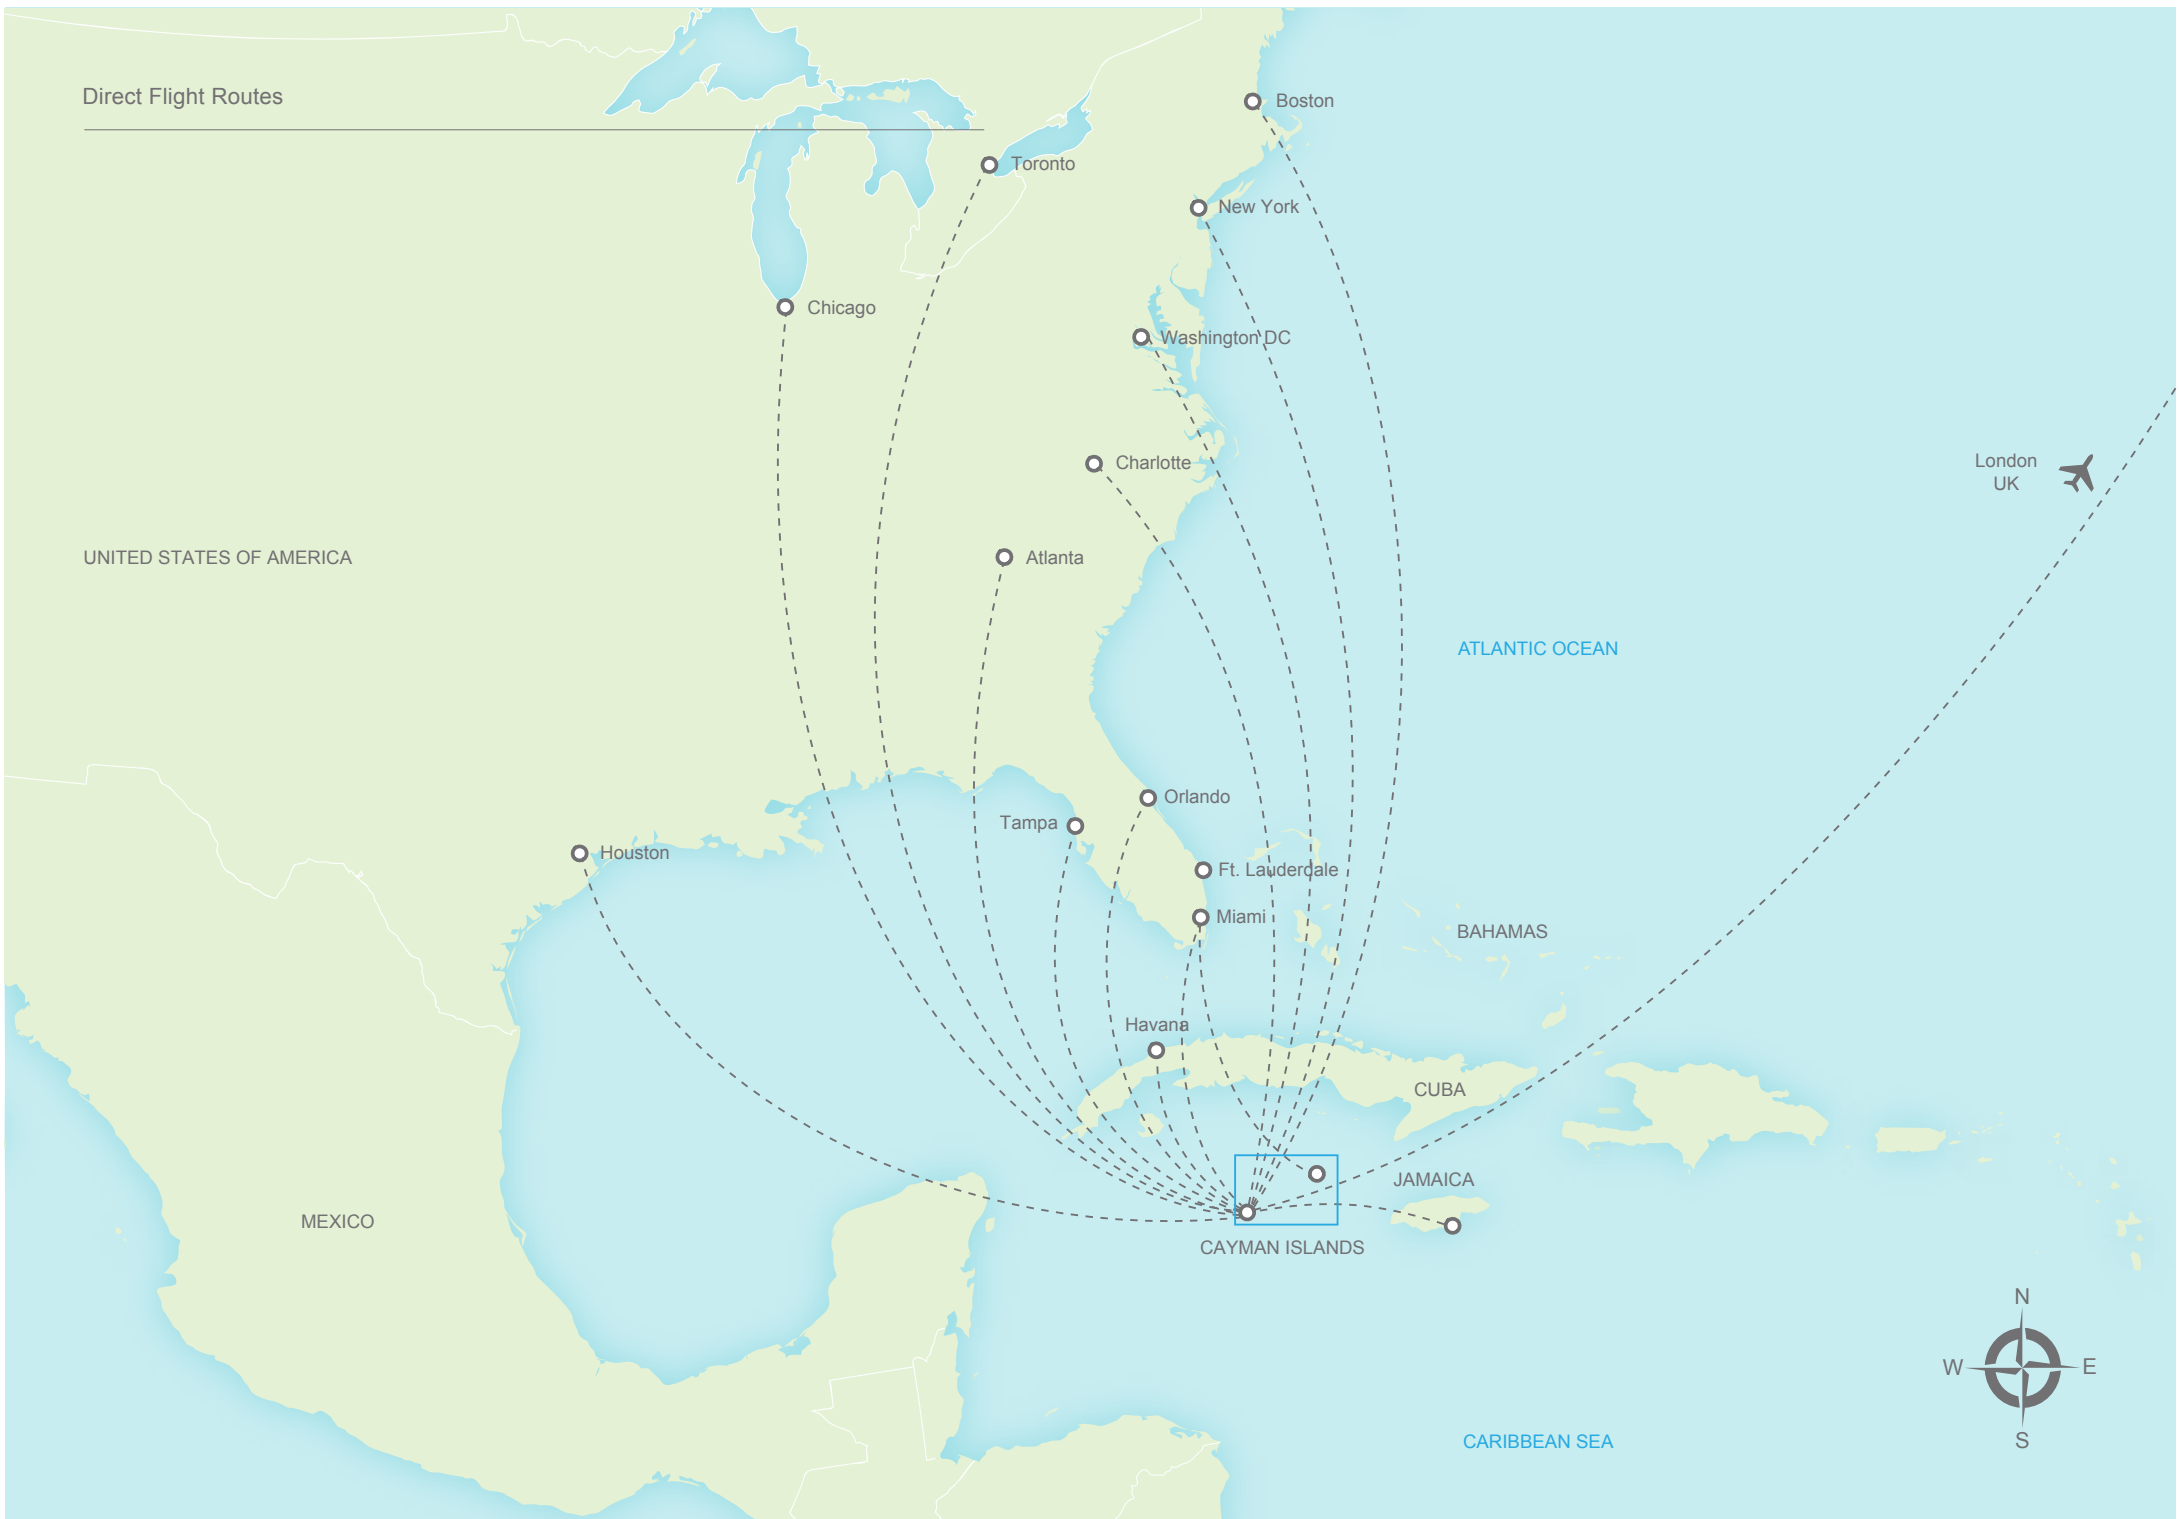 Direct Flight Routes
Boston
Toronto
New York
Chicago
Washington DC
Charlotte
London
UK
Atlanta
UNITED STATES OF AMERICA
ATLANTIC OCEAN
Orlando
Tampa
Houston
Ft. Lauderdale
Miami
BAHAMAS
Havana
CUBA
JAMAICA
MEXICO
CAYMAN ISLANDS
N
W
E
S
CARIBBEAN SEA